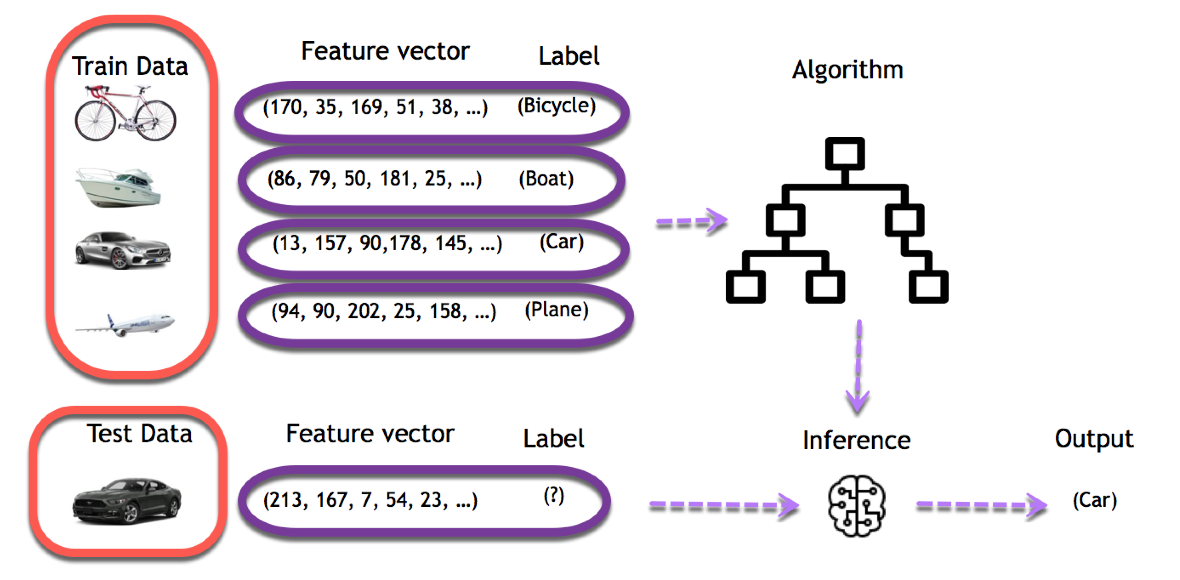 Train Data
Feature vector
Label
Algorithm
(170, 35, 169, 51, 38, ...)
(Bicycle)
(86, 79, 50, 181, 25, ...)
(Boat)
(13, 157, 90,178, 145, ...)
(Car)
(94, 90, 202, 25, 158, ...)
(Plane)
Test Data
Feature vector
Label
Inference
Output
(213, 167, 7, 54, 23, ...)
(?)
(Car)